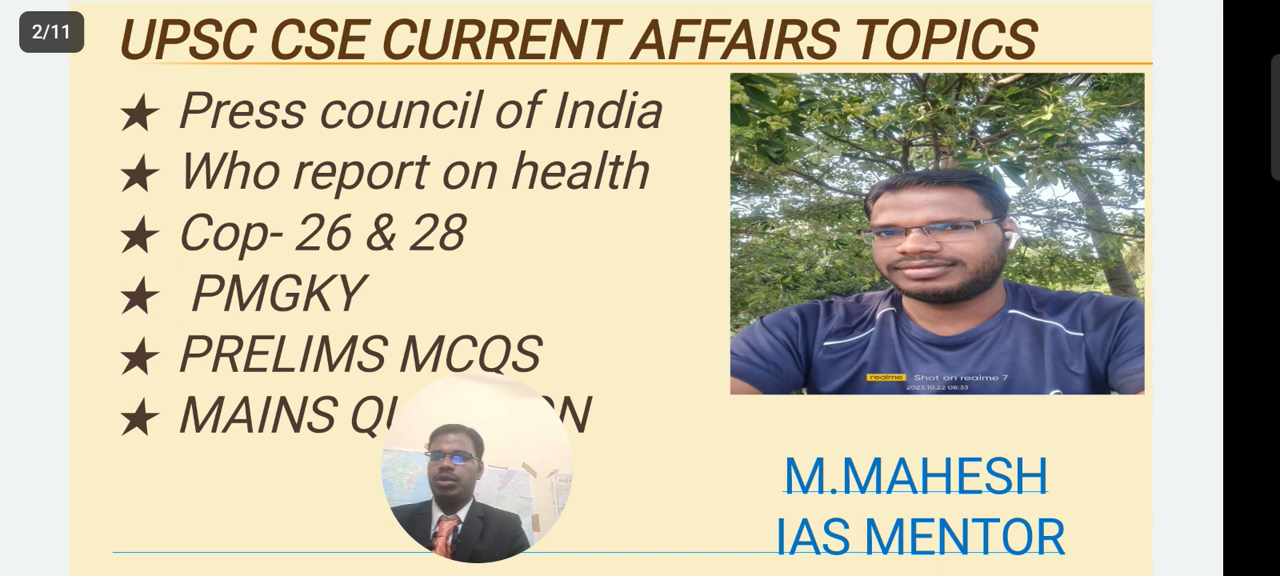 2/11
UPSC CSE CURRENT AFFAIRS TOPICS
★ Press council of India
★ Who report on health
★ Cop- 26 & 28
★ PMGKY
★ PRELIMS MCQS
★ MAINS
realme Shot on realme 7
2023.10.22 08:33
M.MAHESH
IAS MENTOR